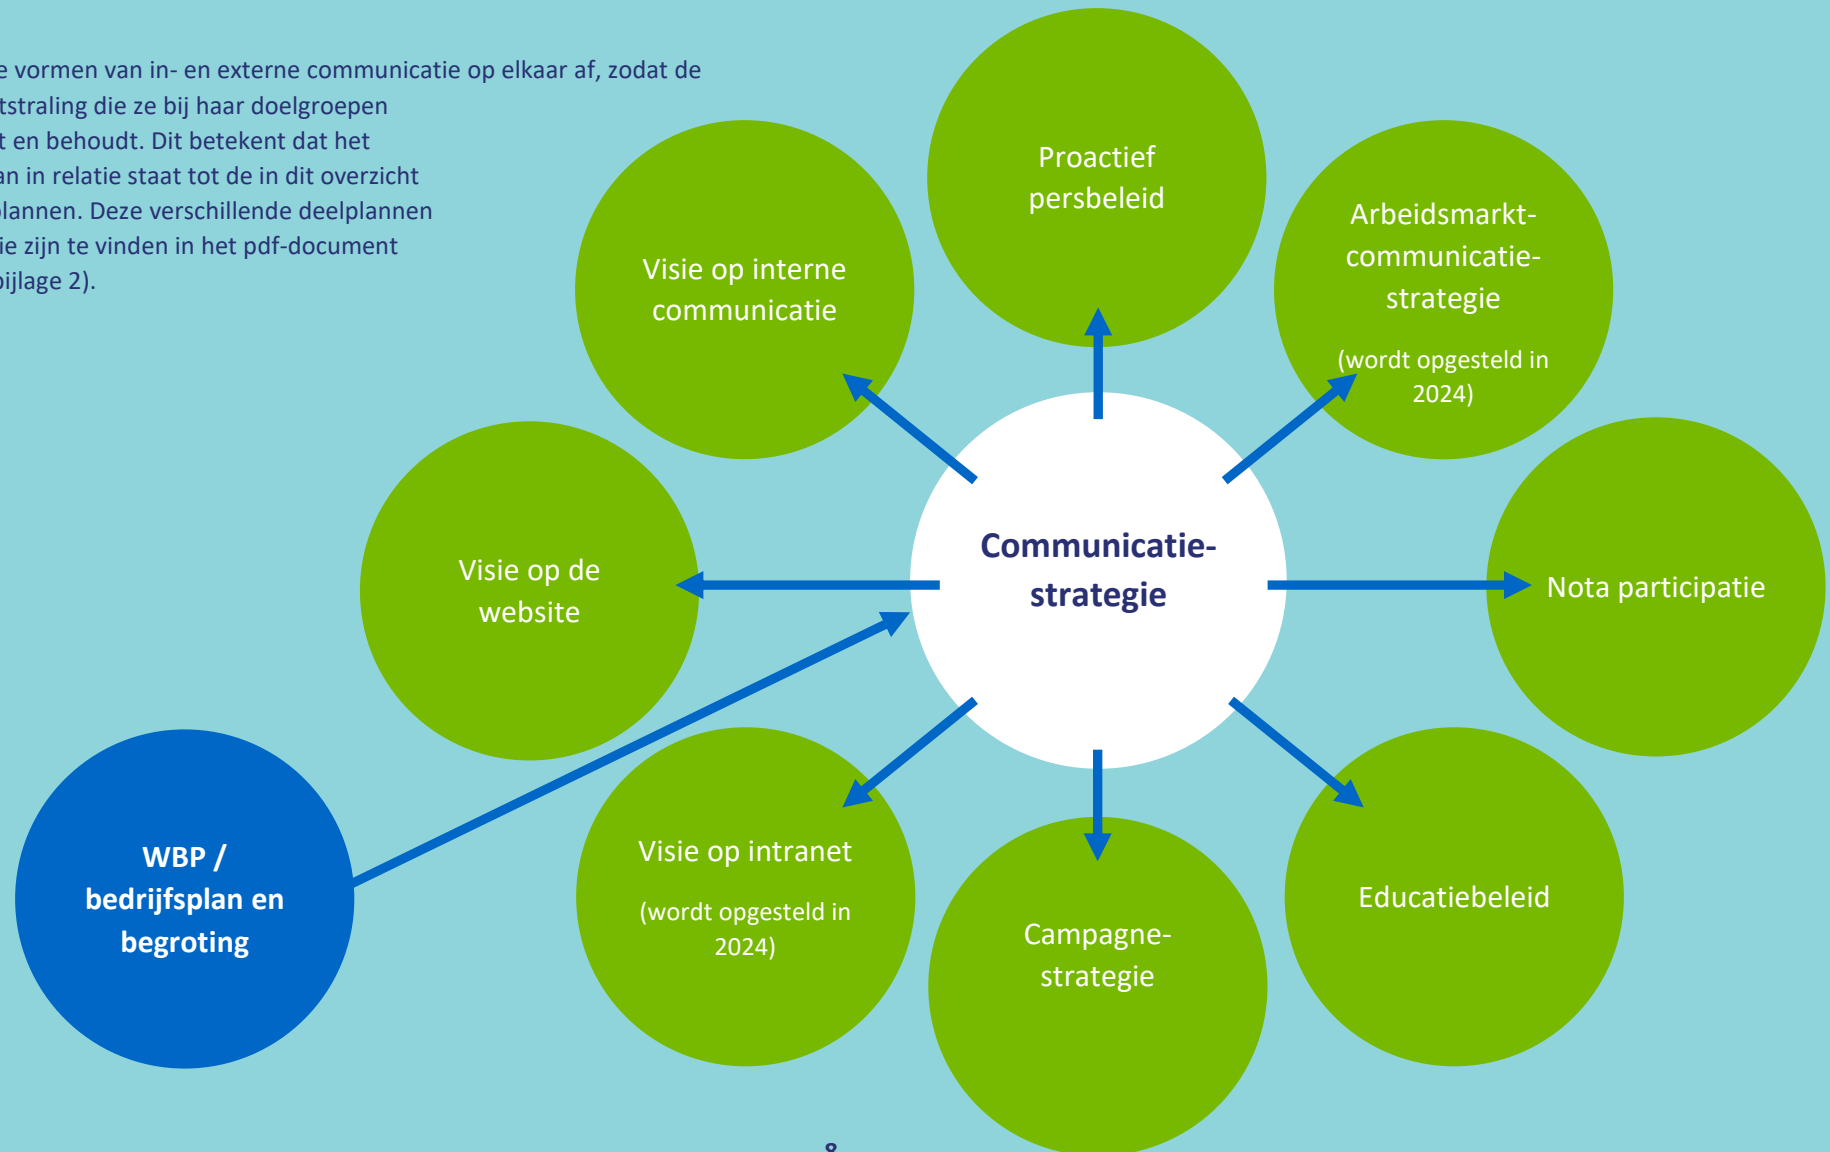 e vormen van in- en externe communicatie op elkaar af, zodat de
tstraling die ze bij haar doelgroepen
t en behoudt. Dit betekent dat het
an in relatie staat tot de in dit overzicht
plannen. Deze verschillende deelplannen
ie zijn te vinden in het pdf-document
bijlage 2).
Proactief
persbeleid
Arbeidsmarkt-
communicatie-
strategie
(wordt opgesteld in
2024)
Visie op interne
communicatie
Communicatie-
strategie
Visie op de
website
Nota participatie
WBP /
bedrijfsplan en
begroting
Visie op intranet
(wordt opgesteld in
2024)
Campagne-
strategie
Educatiebeleid
8